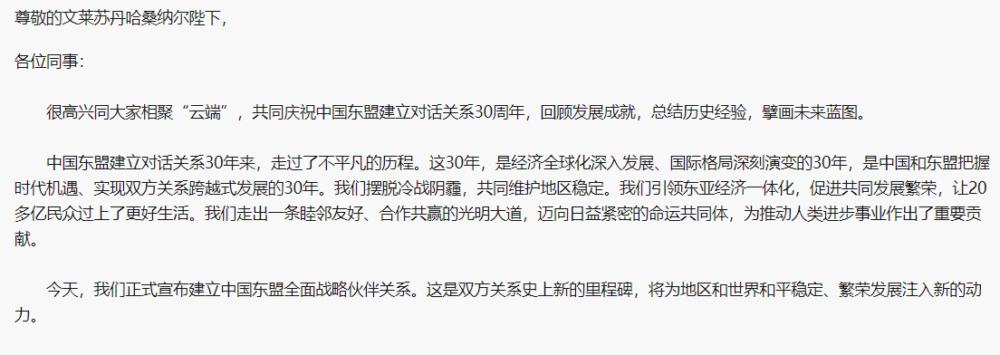 尊敬的文莱苏丹哈桑纳尔陛下，
各位同事：
很高兴同大家相聚“云端”，共同庆祝中国东盟建立对话关系30周年，回顾发展成就，总结历史经验，擘画未来蓝图。
中国东盟建立对话关系30年来，走过了不平凡的历程。这30年，是经济全球化深入发展、国际格局深刻演变的30年，是中国和东盟把握
时代机遇、实现双方关系跨越式发展的30年。我们摆脱冷战阴霾，共同维护地区稳定。我们引领东亚经济一体化，促进共同发展繁荣，让20
多亿民众过上了更好生活。我们走出一条睦邻友好、合作共赢的光明大道，迈向日益紧密的命运共同体，为推动人类进步事业作出了重要贡
献。
今天，我们正式宣布建立中国东盟全面战略伙伴关系。这是双方关系史上新的里程碑，将为地区和世界和平稳定、繁荣发展注入新的动
力。